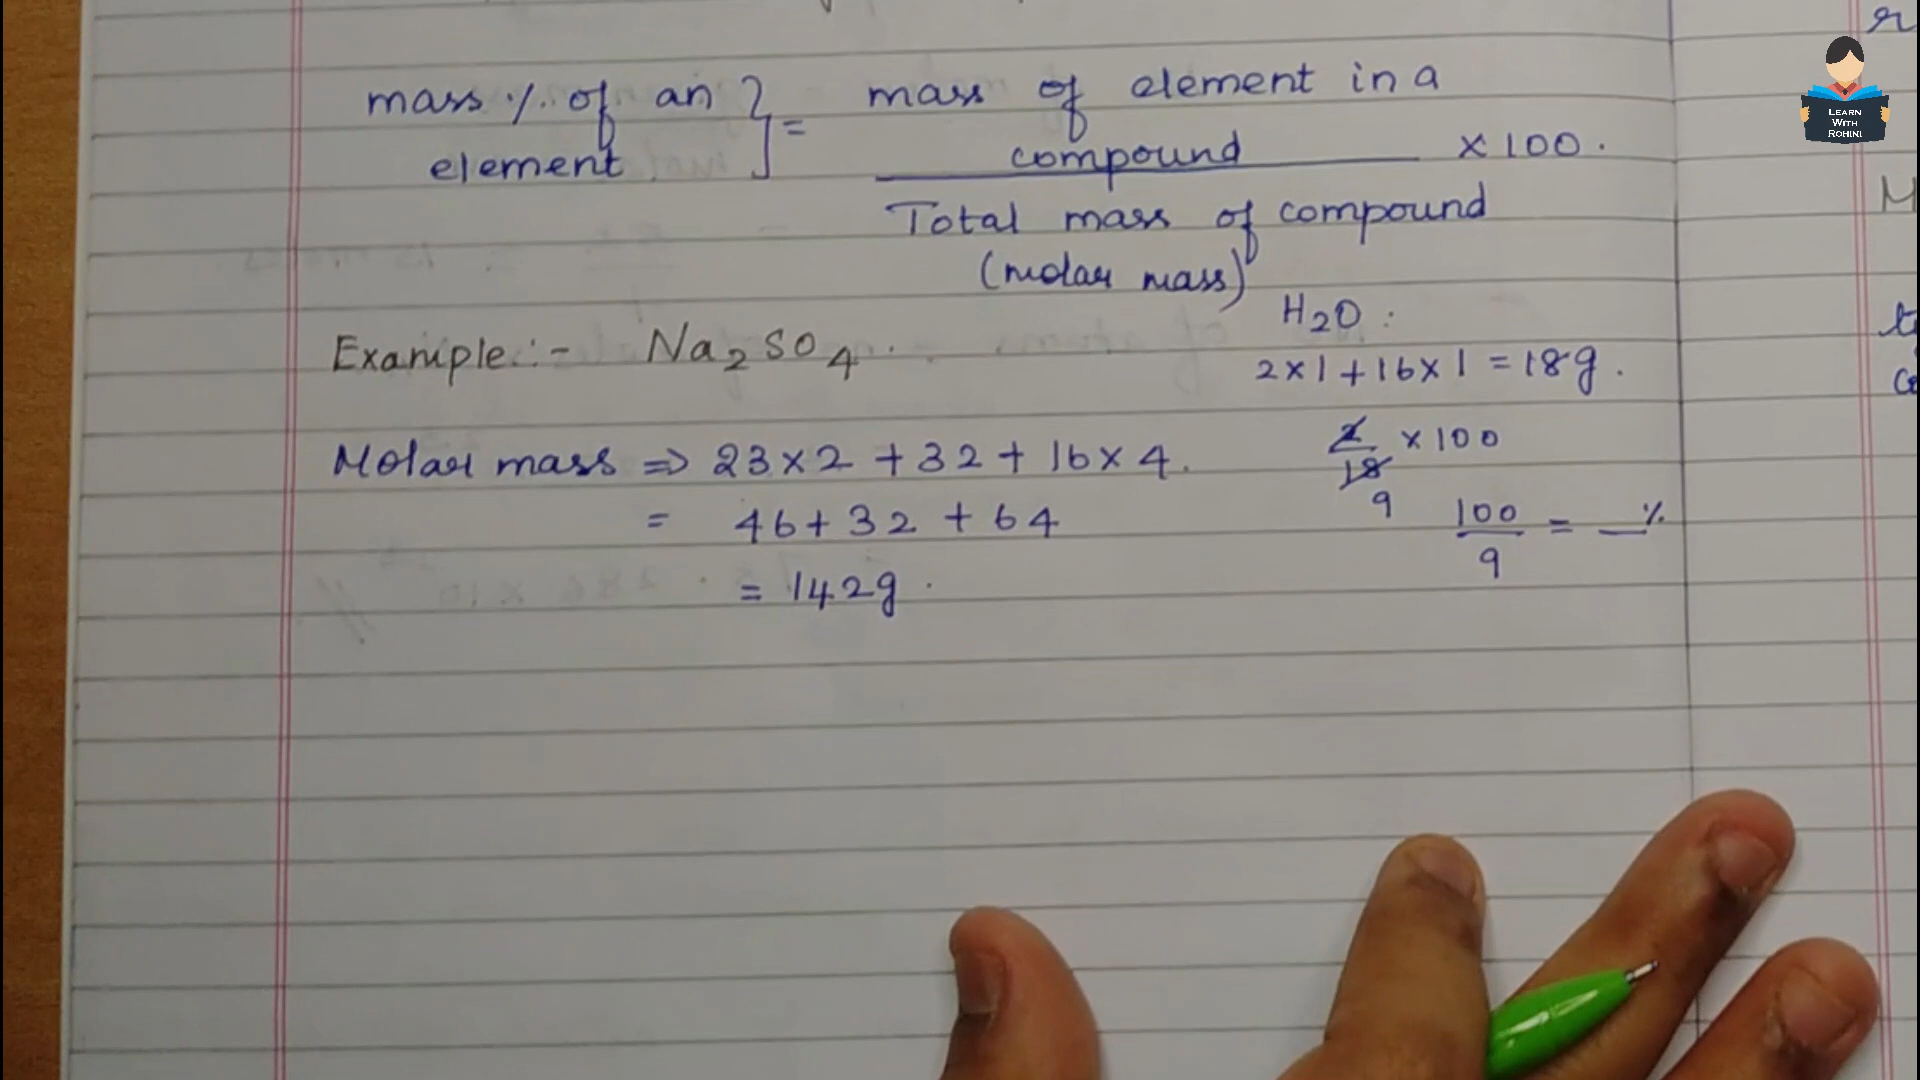 mass % of an } = mass of element in a
element compound × 100.
Total mass of compound
(molar mass)
H2O :
Example :- Na2SO4.
2×1+16×1 = 18g.
Molar mass ⇒ 23×2 +32+ 16×4.
2/18 × 100
9
= 46+32 +64
100/9 = __%
= 142g.
LEARN
WITH
ROHINI